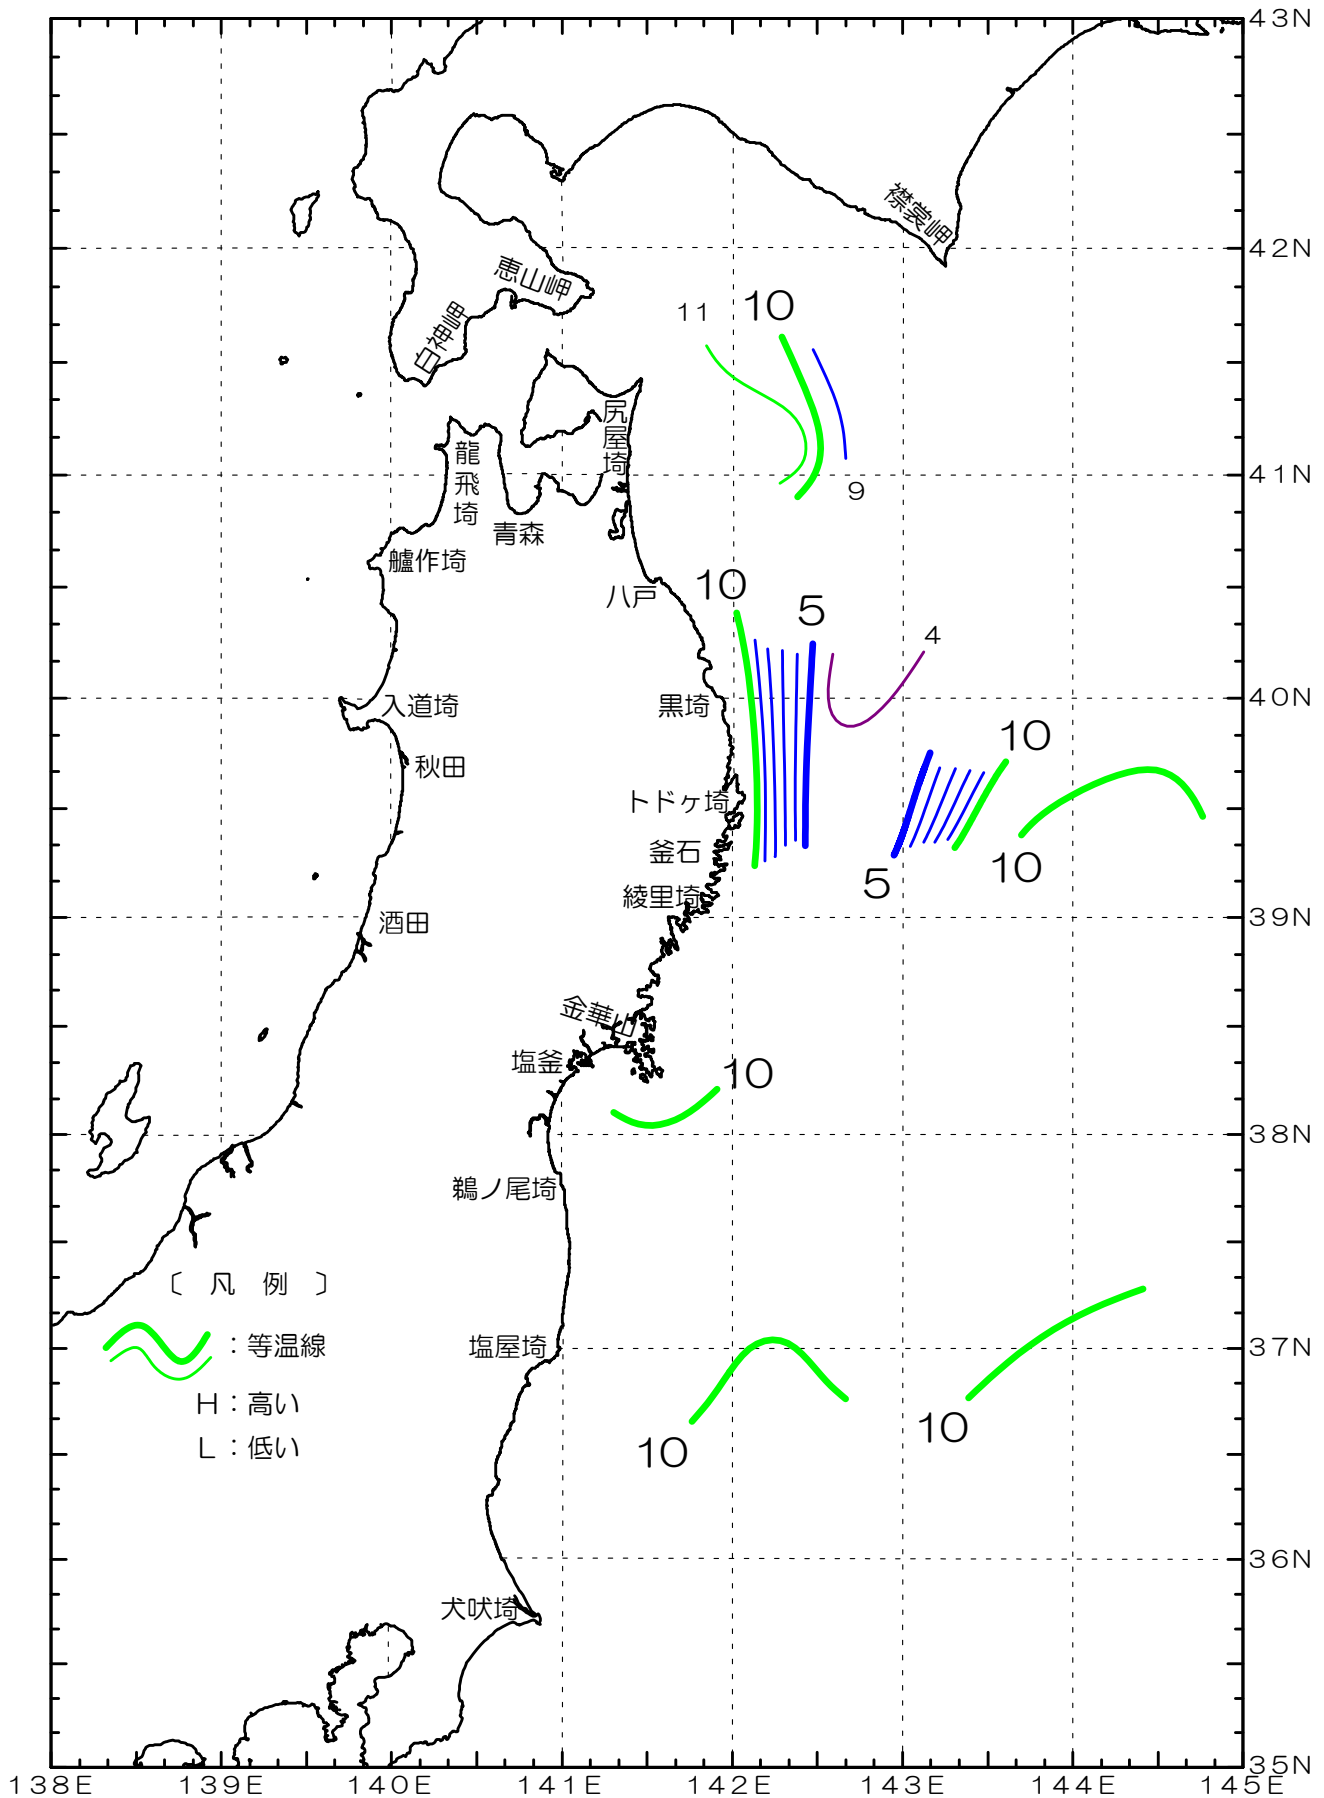 43N
襟裳岬
42N
恵山岬
白神岬
11
10
尻屋埼
龍飛埼
41N
9
青森
艫作埼
10
八戸
5
4
40N
入道埼
黒埼
10
秋田
トドヶ埼
釜石
10
5
綾里埼
39N
酒田
金華山
塩釜
10
38N
鵜ノ尾埼
〔 凡 例 〕
:等温線
塩屋埼
37N
H:高い
10
L:低い
10
36N
犬吠埼
35N
138E
139E
140E
141E
142E
143E
144E
145E